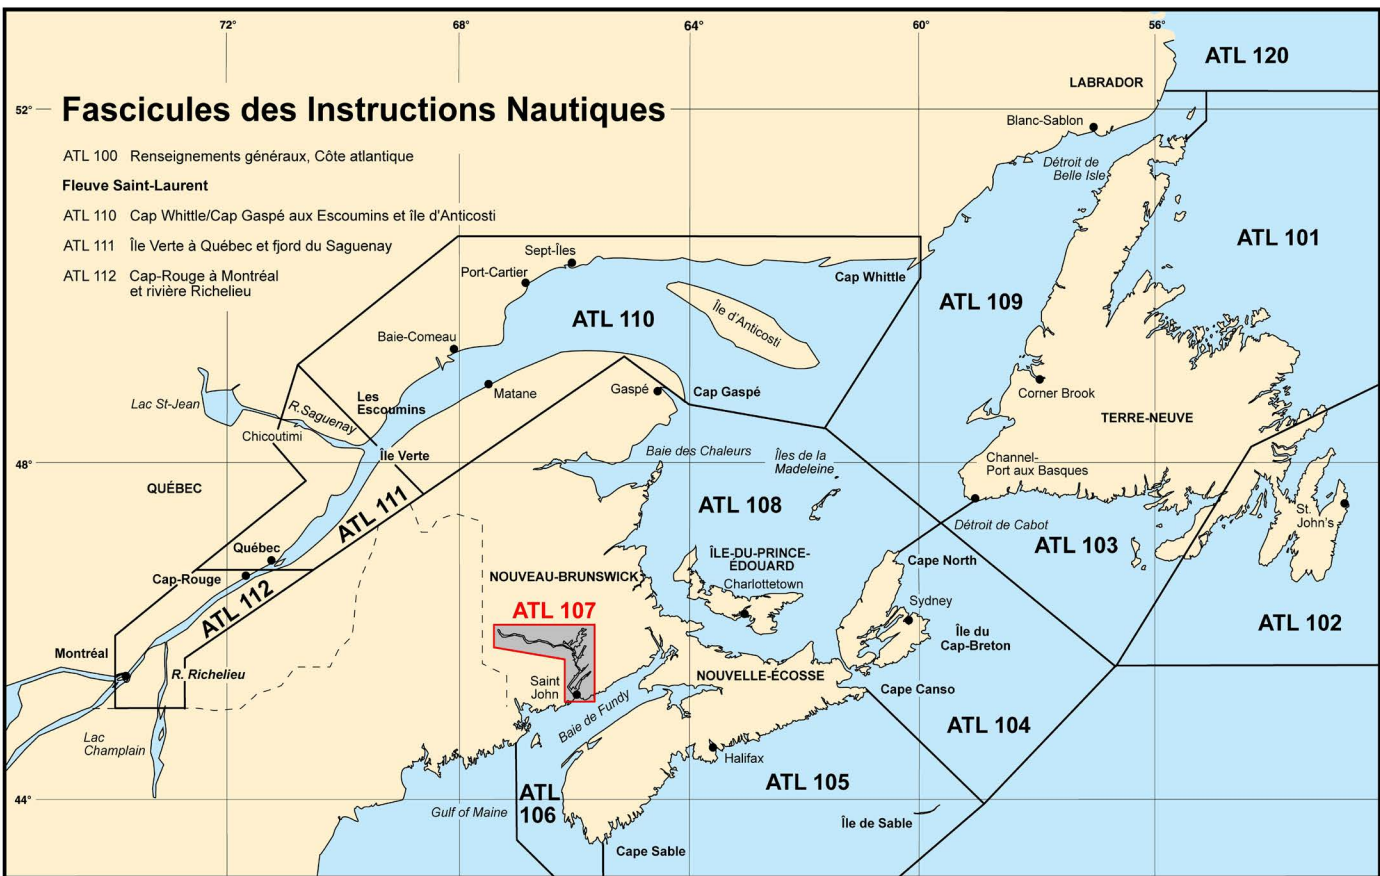 72°
68°
64°
60°
56°
ATL 120
LABRADOR
52°
Fascicules des Instructions Nautiques
Blanc-Sablon
ATL 100 Renseignements généraux, Côte atlantique
Détroit de
Belle Isle
Fleuve Saint-Laurent
ATL 110 Cap Whittle/Cap Gaspé aux Escoumins et île d'Anticosti
ATL 111 Île Verte à Québec et fjord du Saguenay
ATL 112 Cap-Rouge à Montréal
et rivière Richelieu
ATL 101
Sept-Îles
Port-Cartier
Cap Whittle
ATL 109
ATL 110
Île d'Anticosti
Baie-Comeau
Matane
Gaspé
Cap Gaspé
Corner Brook
Les
Escoumins
Lac St-Jean
R.Saguenay
Chicoutimi
TERRE-NEUVE
Île Verte
Baie des Chaleurs
Îles de la
Madeleine
Channel-
Port aux Basques
48°
QUÉBEC
ATL 111
ATL 108
St.
John's
Détroit de Cabot
ATL 103
Québec
Cap-Rouge
ÎLE-DU-PRINCE-
ÉDOUARD
Charlottetown
Cape North
NOUVEAU-BRUNSWICK
ATL 112
ATL 107
Sydney
ATL 102
Île du
Cap-Breton
Montréal
R. Richelieu
Saint
John
NOUVELLE-ÉCOSSE
Cape Canso
Baie de Fundy
Lac
Champlain
ATL 104
Halifax
ATL 105
44°
ATL
106
Gulf of Maine
Île de Sable
Cape Sable